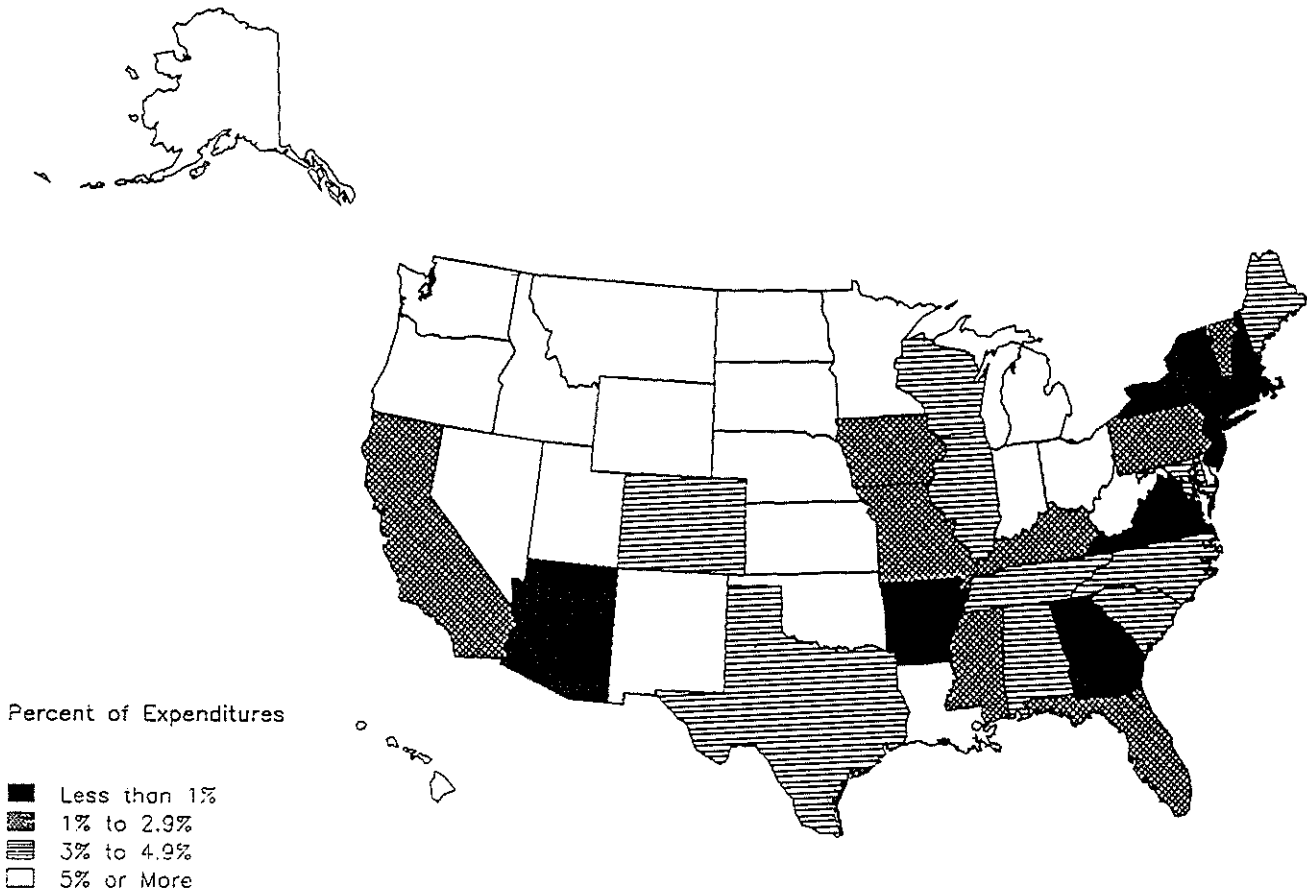 Percent of Expenditures
Less than 1%
1% to 2.9%
3% to 4.9%
5% or More